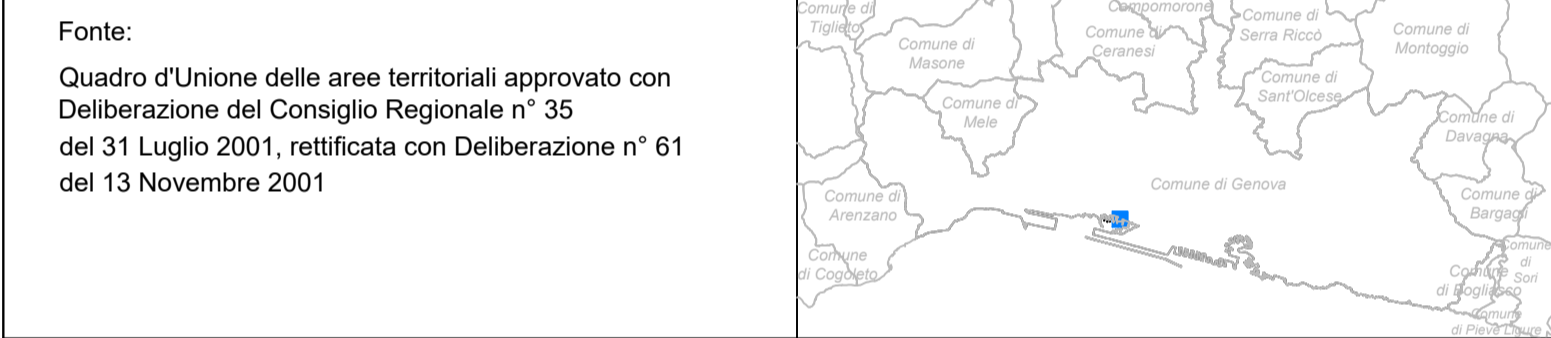 Fonte:
Quadro d'Unione delle aree territoriali approvato con
Deliberazione del Consiglio Regionale n° 35
del 31 Luglio 2001, rettificata con Deliberazione n° 61
del 13 Novembre 2001
Comune di
Tiglieto
Comune di
Masone
Campomorone
Comune di
Ceranesi
Comune di
Serra Riccò
Comune di
Montoggio
Comune di
Mele
Comune di
Sant'Olcese
Comune di
Davagna
Comune di Genova
Comune di
Arenzano
Comune di
Bargagli
Comune
di Cogoleto
Comune
di
Sori
Comune
di Bogliasco
Comune
di Pieve Ligure